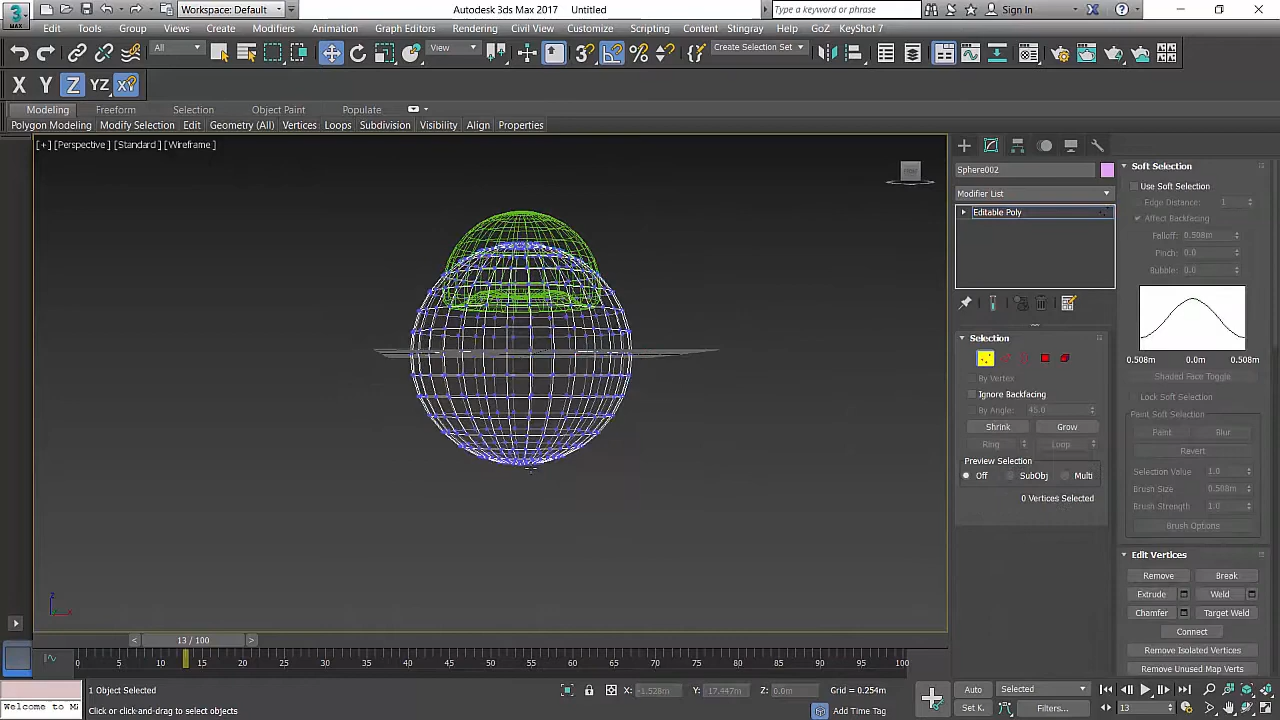 Workspace: Default
Autodesk 3ds Max 2017 Untitled
Type a keyword or phrase
Sign In
3
MAX
Edit Tools Group Views Create Modifiers Animation Graph Editors Rendering Civil View Customize Scripting Content Stingray Help GoZ KeyShot 7
All
View
Create Selection Set
X Y Z YZ XY
Modeling Freeform Selection Object Paint Populate
Polygon Modeling Modify Selection Edit Geometry (All) Vertices Loops Subdivision Visibility Align Properties
[+] [Perspective ] [Standard ] [Wireframe ]
Sphere002
Modifier List
Editable Poly
Selection
By Vertex
Ignore Backfacing
By Angle: 45.0
Shrink Grow
Ring Loop
Preview Selection
Off SubObj Multi
0 Vertices Selected
Soft Selection
Use Soft Selection
Edge Distance: 1
Affect Backfacing
Falloff: 0.508m
Pinch: 0.0
Bubble: 0.0
0.508m 0.0m 0.508m
Shaded Face Toggle
Lock Soft Selection
Paint Soft Selection
Paint Blur
Revert
Selection Value 1.0
Brush Size 0.508m
Brush Strength 1.0
Brush Options
Edit Vertices
Remove Break
Extrude Weld
Chamfer Target Weld
Connect
Remove Isolated Vertices
Remove Unused Map Verts
z
x
< 13 / 100 >
0 5 10 15 20 25 30 35 40 45 50 55 60 65 70 75 80 85 90 95 100
1 Object Selected
X: -1.528m Y: 17.447m Z: 0.0m Grid = 0.254m
Auto Selected
Welcome to M
Click or click-and-drag to select objects
Add Time Tag
Set K. Filters... 13